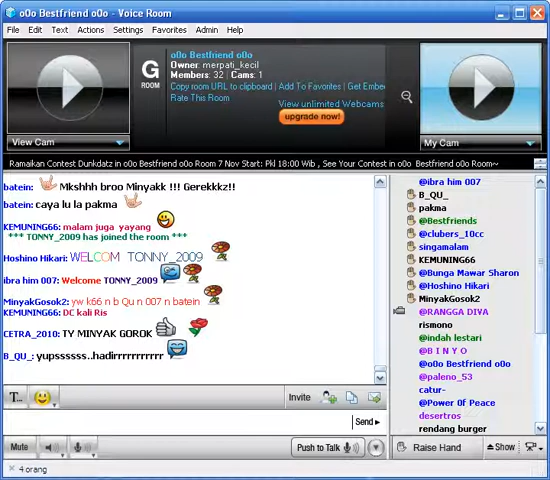 o0o Bestfriend o0o - Voice Room
File Edit Text Actions Settings Favorites Admin Help
View Cam
G ROOM
o0o Bestfriend o0o
Owner: merpati_kecil
Members: 32 | Cams: 1
Copy room URL to clipboard | Add To Favorites | Get Embe
Rate This Room
View unlimited Webcams
upgrade now!
My Cam
Ramaikan Contest Dunkdatz in o0o Bestfriend o0o Room 7 Nov Start: Pkl 18:00 Wib , See Your Contest in o0o Bestfriend o0o Room~
batein: Mkshhh broo Minyakk !!! Gerekkkz!!
batein: caya lu la pakma
KEMUNING66: malam juga yayang
*** TONNY_2009 has joined the room ***
Hoshino Hikari: WELCOM TONNY_2009
ibra him 007: Welcome TONNY_2009
MinyakGosok2: yw k66 n b Qu n 007 n batein
KEMUNING66: DC kali Ris
CETRA_2010: TY MINYAK GOROK
B_QU_: yupssssss..hadirrrrrrrrrrr
@ibra him 007
B_QU_
pakma
@Bestfriends
@clubers_10cc
singamalam
KEMUNING66
@Bunga Mawar Sharon
@Hoshino Hikari
MinyakGosok2
@RANGGA DIVA
rismono
@indah lestari
@B I N Y O
@o0o Bestfriend o0o
@paleno_53
catur-
@Power 0f Peace
desertros
rendang burger
T...
Invite
Send
Mute
Push to Talk
Raise Hand
Show
4 orang